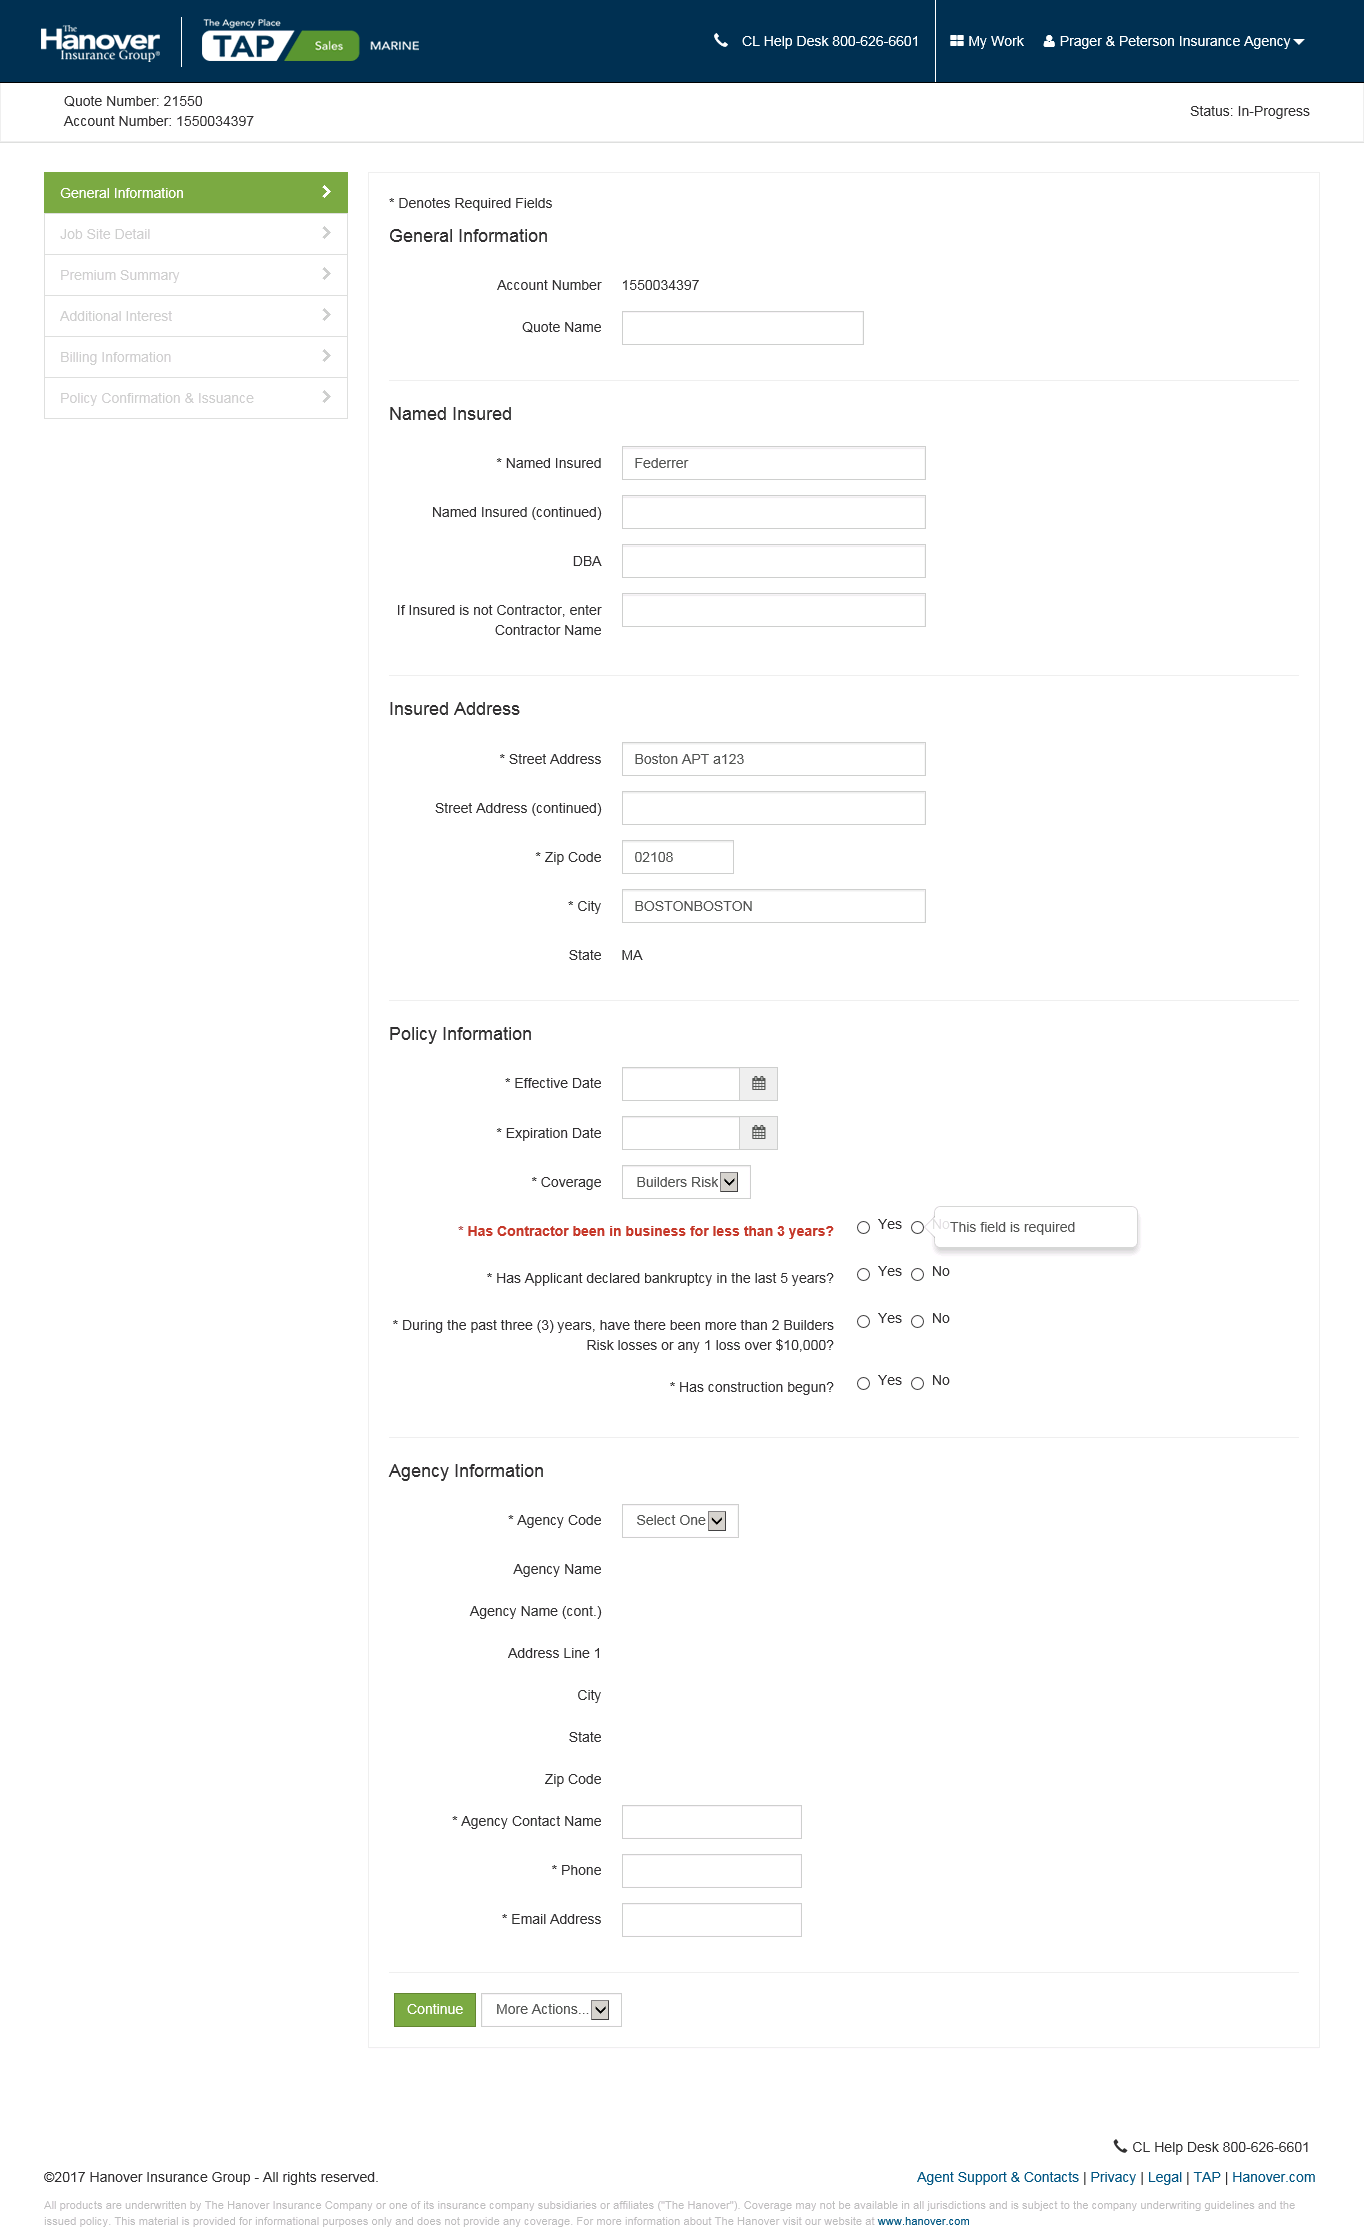 The Hanover Insurance Group®
The Agency Place
TAP Sales MARINE
CL Help Desk 800-626-6601
My Work
Prager & Peterson Insurance Agency
Quote Number: 21550
Account Number: 1550034397
Status: In-Progress
General Information
Job Site Detail
Premium Summary
Additional Interest
Billing Information
Policy Confirmation & Issuance
* Denotes Required Fields
General Information
Account Number 1550034397
Quote Name
Named Insured
* Named Insured Federrer
Named Insured (continued)
DBA
If Insured is not Contractor, enter
Contractor Name
Insured Address
* Street Address Boston APT a123
Street Address (continued)
* Zip Code 02108
* City BOSTONBOSTON
State MA
Policy Information
* Effective Date
* Expiration Date
* Coverage Builders Risk
* Has Contractor been in business for less than 3 years? Yes No This field is required
* Has Applicant declared bankruptcy in the last 5 years? Yes No
* During the past three (3) years, have there been more than 2 Builders Yes No
Risk losses or any 1 loss over $10,000?
* Has construction begun? Yes No
Agency Information
* Agency Code Select One
Agency Name
Agency Name (cont.)
Address Line 1
City
State
Zip Code
* Agency Contact Name
* Phone
* Email Address
Continue More Actions...
CL Help Desk 800-626-6601
©2017 Hanover Insurance Group - All rights reserved.
Agent Support & Contacts | Privacy | Legal | TAP | Hanover.com
All products are underwritten by The Hanover Insurance Company or one of its insurance company subsidiaries or affiliates ("The Hanover"). Coverage may not be available in all jurisdictions and is subject to the company underwriting guidelines and the
issued policy. This material is provided for informational purposes only and does not provide any coverage. For more information about The Hanover visit our website at www.hanover.com